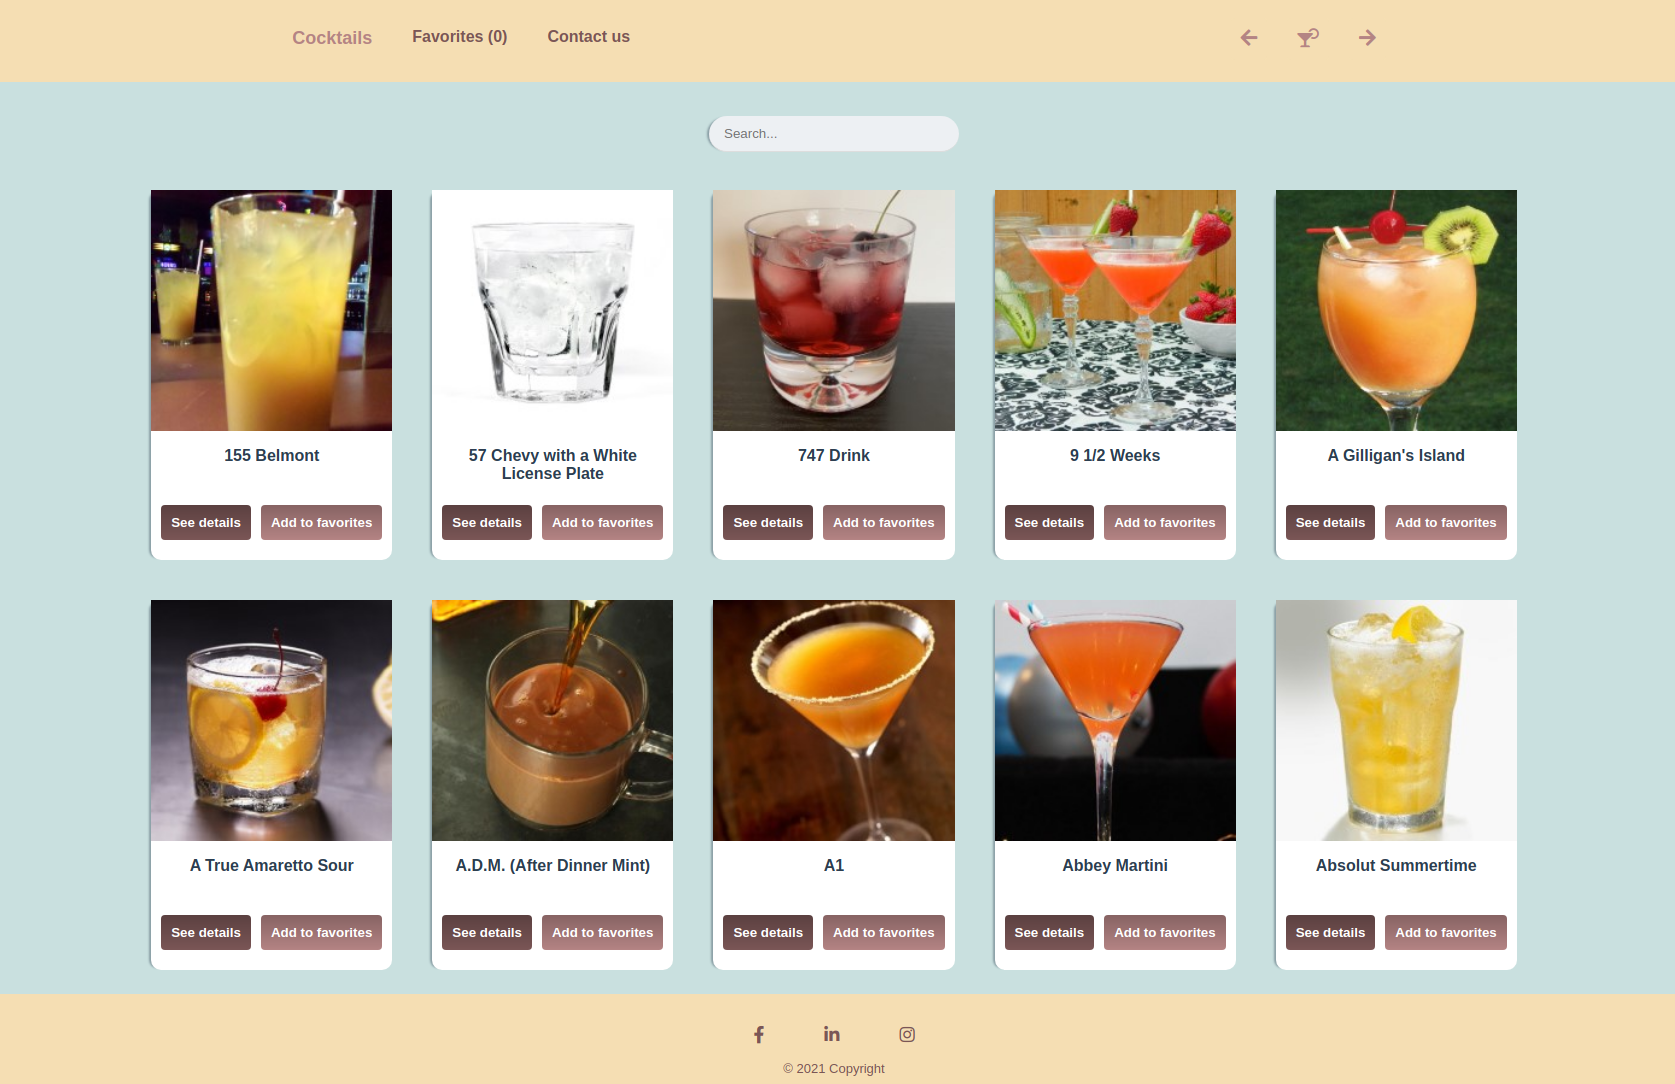 Cocktails
Favorites (0)
Contact us
Search...
155 Belmont
57 Chevy with a White
License Plate
747 Drink
9 1/2 Weeks
A Gilligan's Island
See details
Add to favorites
See details
Add to favorites
See details
Add to favorites
See details
Add to favorites
See details
Add to favorites
A True Amaretto Sour
A.D.M. (After Dinner Mint)
A1
Abbey Martini
Absolut Summertime
See details
Add to favorites
See details
Add to favorites
See details
Add to favorites
See details
Add to favorites
See details
Add to favorites
© 2021 Copyright